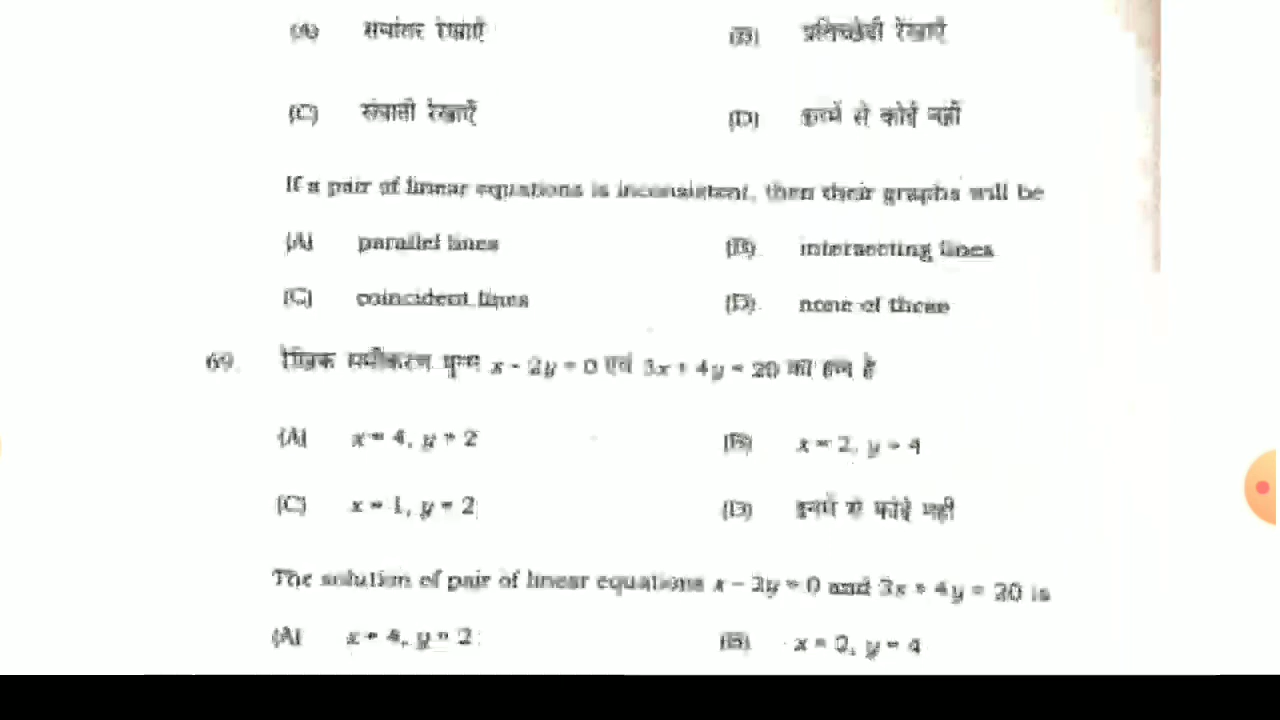 (A) समांतर रेखाएँ (B) प्रतिच्छेदी रेखाएँ
(C) संपाती रेखाएँ (D) इनमें से कोई नहीं
If a pair of linear equations is inconsistent, then their graphs will be
(A) parallel lines (B) intersecting lines
(C) coincident lines (D) none of these
69. रैखिक समीकरण युग्म x - 2y = 0 एवं 3x + 4y = 20 का हल है
(A) x = 4, y = 2 (B) x = 2, y = 4
(C) x = 1, y = 2 (D) इनमें से कोई नहीं
The solution of pair of linear equations x - 2y = 0 and 3x + 4y = 20 is
(A) x = 4, y = 2 (B) x = 2, y = 4